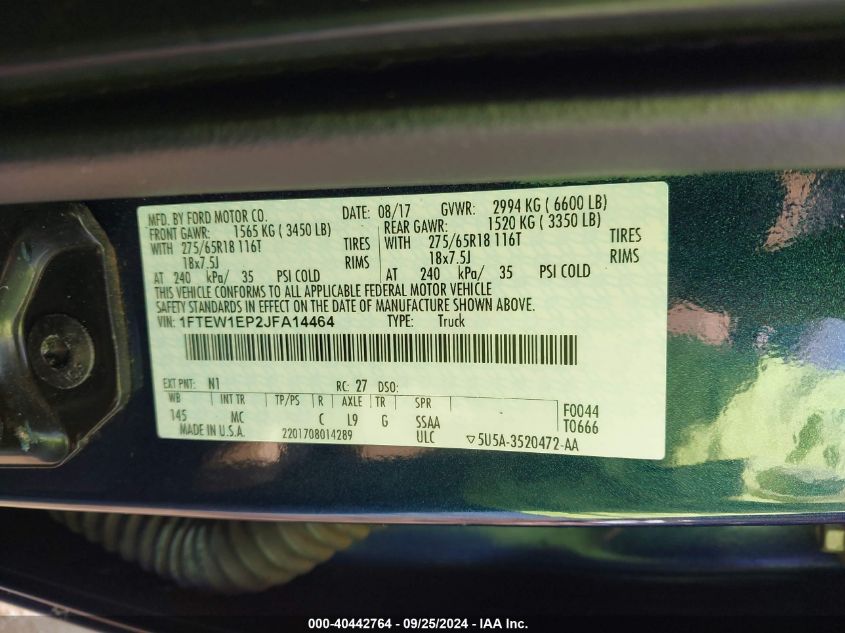 MFD. BY FORD MOTOR CO. DATE: 08/17 GVWR: 2994 KG ( 6600 LB)
FRONT GAWR: 1565 KG ( 3450 LB) REAR GAWR: 1520 KG ( 3350 LB)
WITH 275/65R18 116T TIRES WITH 275/65R18 116T TIRES
18x7.5J RIMS 18x7.5J RIMS
AT 240 kPa/ 35 PSI COLD AT 240 kPa/ 35 PSI COLD
THIS VEHICLE CONFORMS TO ALL APPLICABLE FEDERAL MOTOR VEHICLE
SAFETY STANDARDS IN EFFECT ON THE DATE OF MANUFACTURE SHOWN ABOVE.
VIN: 1FTEW1EP2JFA14464 TYPE: Truck
EXT PNT: N1 RC: 27 DSO:
WB INT TR TP/PS R AXLE TR SPR F0044
145 MC C L9 G SSAA T0666
MADE IN U.S.A. 2201708014289 ULC ▽5U5A-3520472-AA
000-40442764 - 09/25/2024 - IAA Inc.